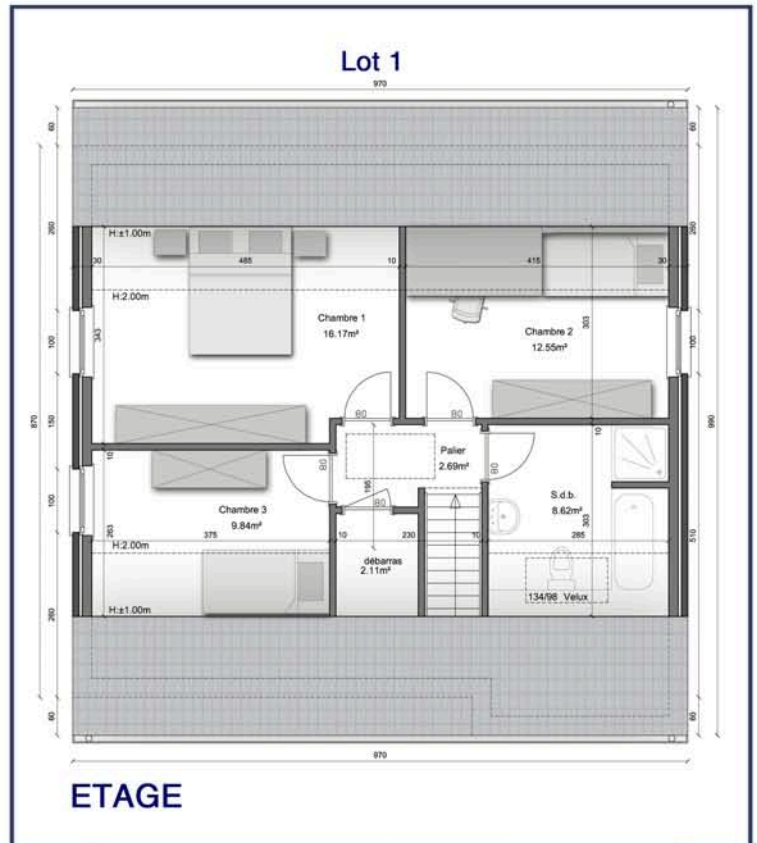 Lot 1
970
60
60
260
260
H:±1.00m
30
485
10
415
30
H:2.00m
Chambre 1
16.17m²
343
303
Chambre 2
12.55m²
100
100
870
990
150
80
80
10
10
Palier
2.69m²
80
80
195
S.d.b.
8.62m²
303
Chambre 3
9.84m²
100
263
80
H:2.00m
375
10
230
10
285
510
débarras
2.11m²
134/98 Velux
H:±1.00m
260
60
60
970
ETAGE